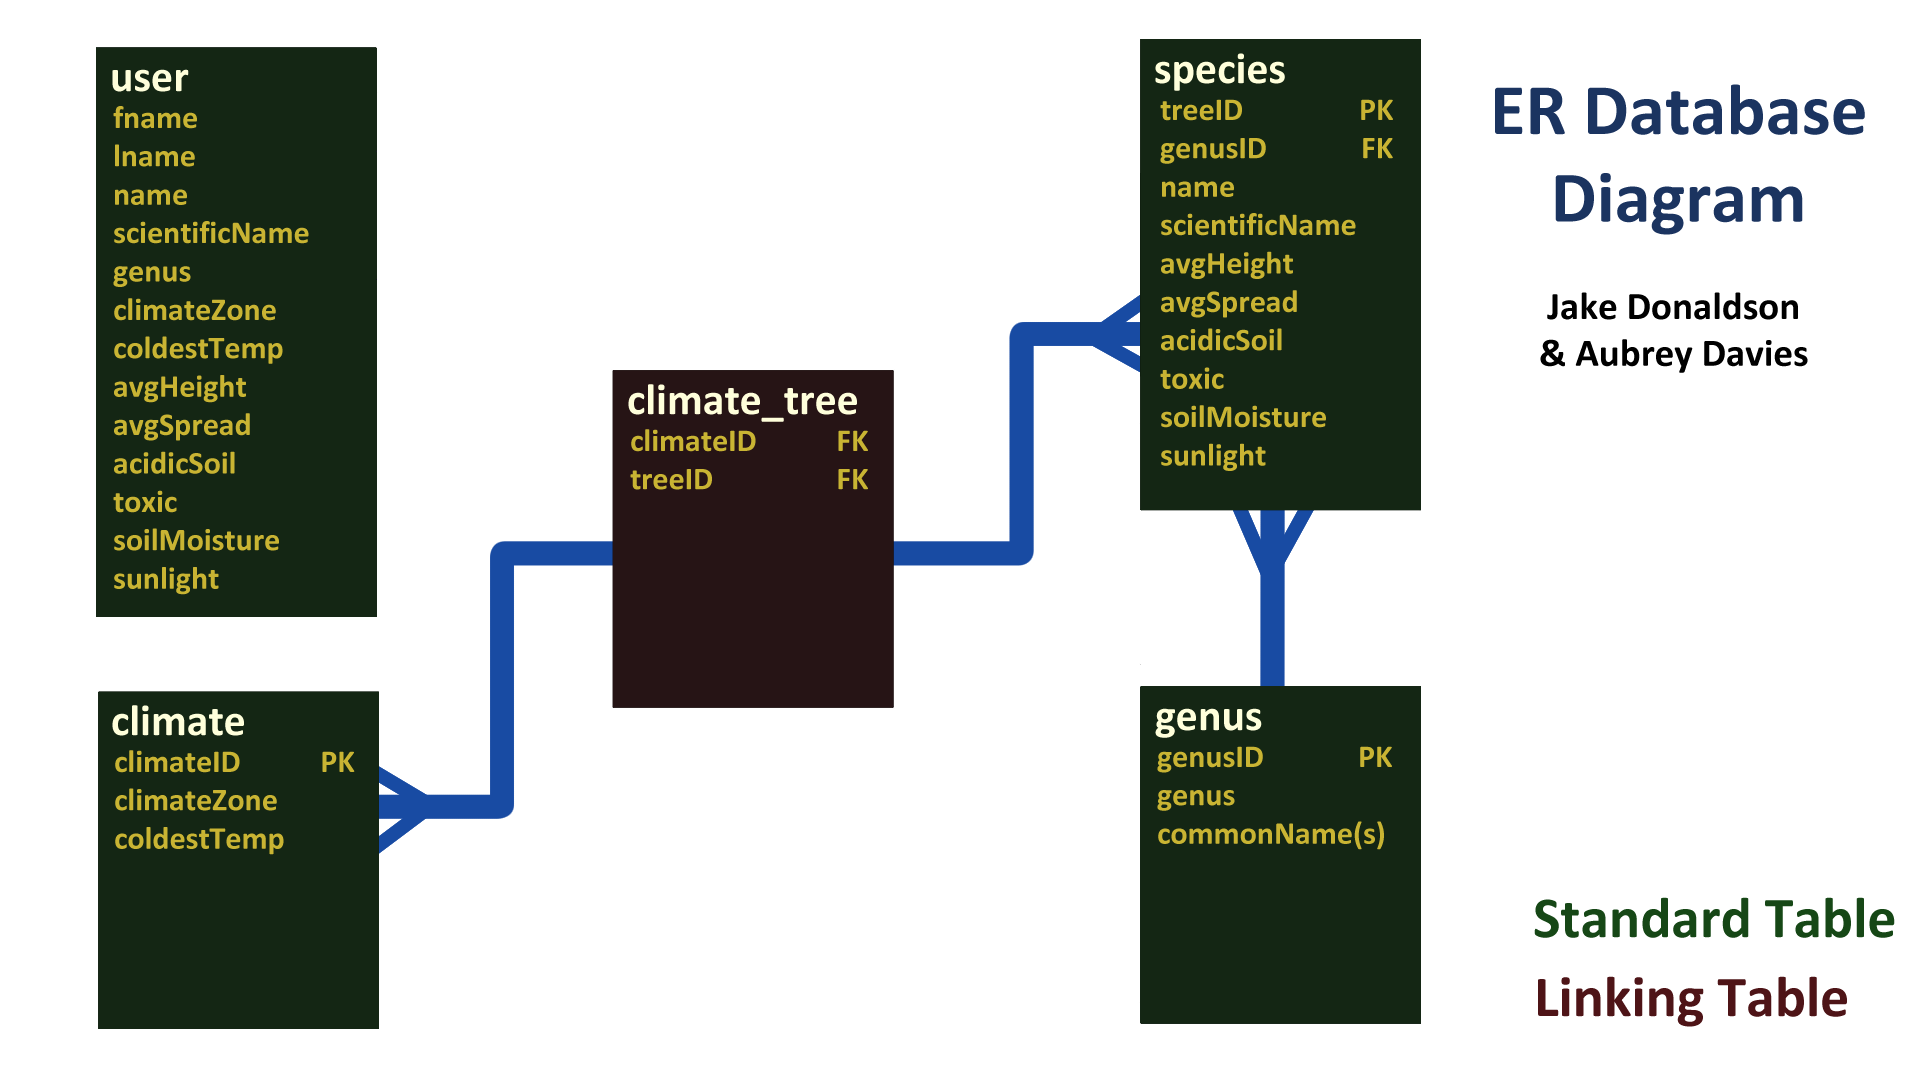 user
fname
lname
name
scientificName
genus
climateZone
coldestTemp
avgHeight
avgSpread
acidicSoil
toxic
soilMoisture
sunlight
climate
climateID PK
climateZone
coldestTemp
climate_tree
climateID FK
treeID FK
species
treeID PK
genusID FK
name
scientificName
avgHeight
avgSpread
acidicSoil
toxic
soilMoisture
sunlight
genus
genusID PK
genus
commonName(s)
ER Database
Diagram
Jake Donaldson
& Aubrey Davies
Standard Table
Linking Table